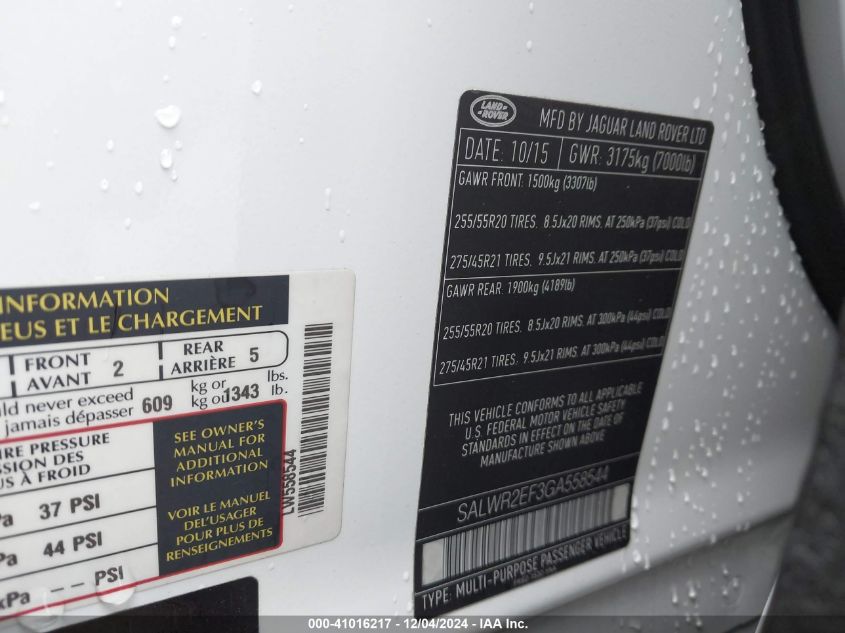 INFORMATION
EUS ET LE CHARGEMENT
FRONT
AVANT 2
REAR
ARRIÈRE 5
ld never exceed
jamais dépasser 609 kg or
kg ou 1343 lbs.
lb.
IRE PRESSURE
SSION DES
US À FROID
Pa 37 PSI
Pa 44 PSI
kPa -- PSI
SEE OWNER'S
MANUAL FOR
ADDITIONAL
INFORMATION
VOIR LE MANUEL
DEL'USAGER
POUR PLUS DE
RENSEIGNEMENTS
LW558544
LAND
ROVER
MFD BY JAGUAR LAND ROVER LTD
DATE: 10/15 GWR: 3175kg (7000lb)
GAWR FRONT: 1500kg (3307lb)
255/55R20 TIRES. 8.5Jx20 RIMS. AT 250kPa (37psi) COLD
275/45R21 TIRES. 9.5Jx21 RIMS. AT 250kPa (37psi) COLD
GAWR REAR: 1900kg (4189lb)
255/55R20 TIRES. 8.5Jx20 RIMS. AT 300kPa (44psi) COLD
275/45R21 TIRES. 9.5Jx21 RIMS. AT 300kPa (44psi) COLD
THIS VEHICLE CONFORMS TO ALL APPLICABLE
U.S. FEDERAL MOTOR VEHICLE SAFETY
STANDARDS IN EFFECT ON THE DATE OF
MANUFACTURE SHOWN ABOVE
SALWR2EF3GA558544
TYPE: MULTI-PURPOSE PASSENGER VEHICLE
000-41016217 - 12/04/2024 - IAA Inc.